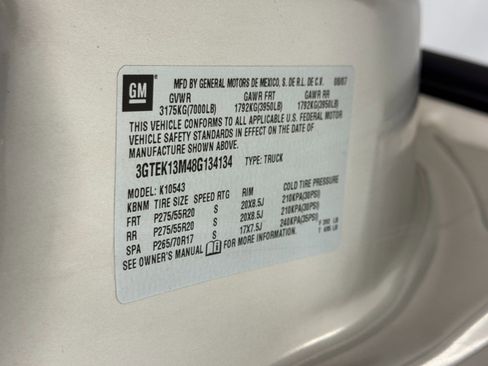 GM
MFD BY GENERAL MOTORS DE MEXICO, S. DE R.L. DE C.V. 08/07
GVWR GAWR FRT GAWR RR
3175KG(7000LB) 1792KG(3950LB) 1792KG(3950LB)
THIS VEHICLE CONFORMS TO ALL APPLICABLE U.S. FEDERAL MOTOR
VEHICLE SAFETY STANDARDS IN EFFECT ON THE DATE OF
MANUFACTURE SHOWN ABOVE.
3GTEK13M48G134134 TYPE: TRUCK
MODEL: K10543
KBNM TIRE SIZE SPEED RTG RIM COLD TIRE PRESSURE
FRT P275/55R20 S 20X8.5J 210KPA(30PSI)
RR P275/55R20 S 20X8.5J 210KPA(30PSI)
SPA P265/70R17 S 17X7.5J 240KPA(35PSI)
SEE OWNER'S MANUAL FOR MORE INFORMATION.